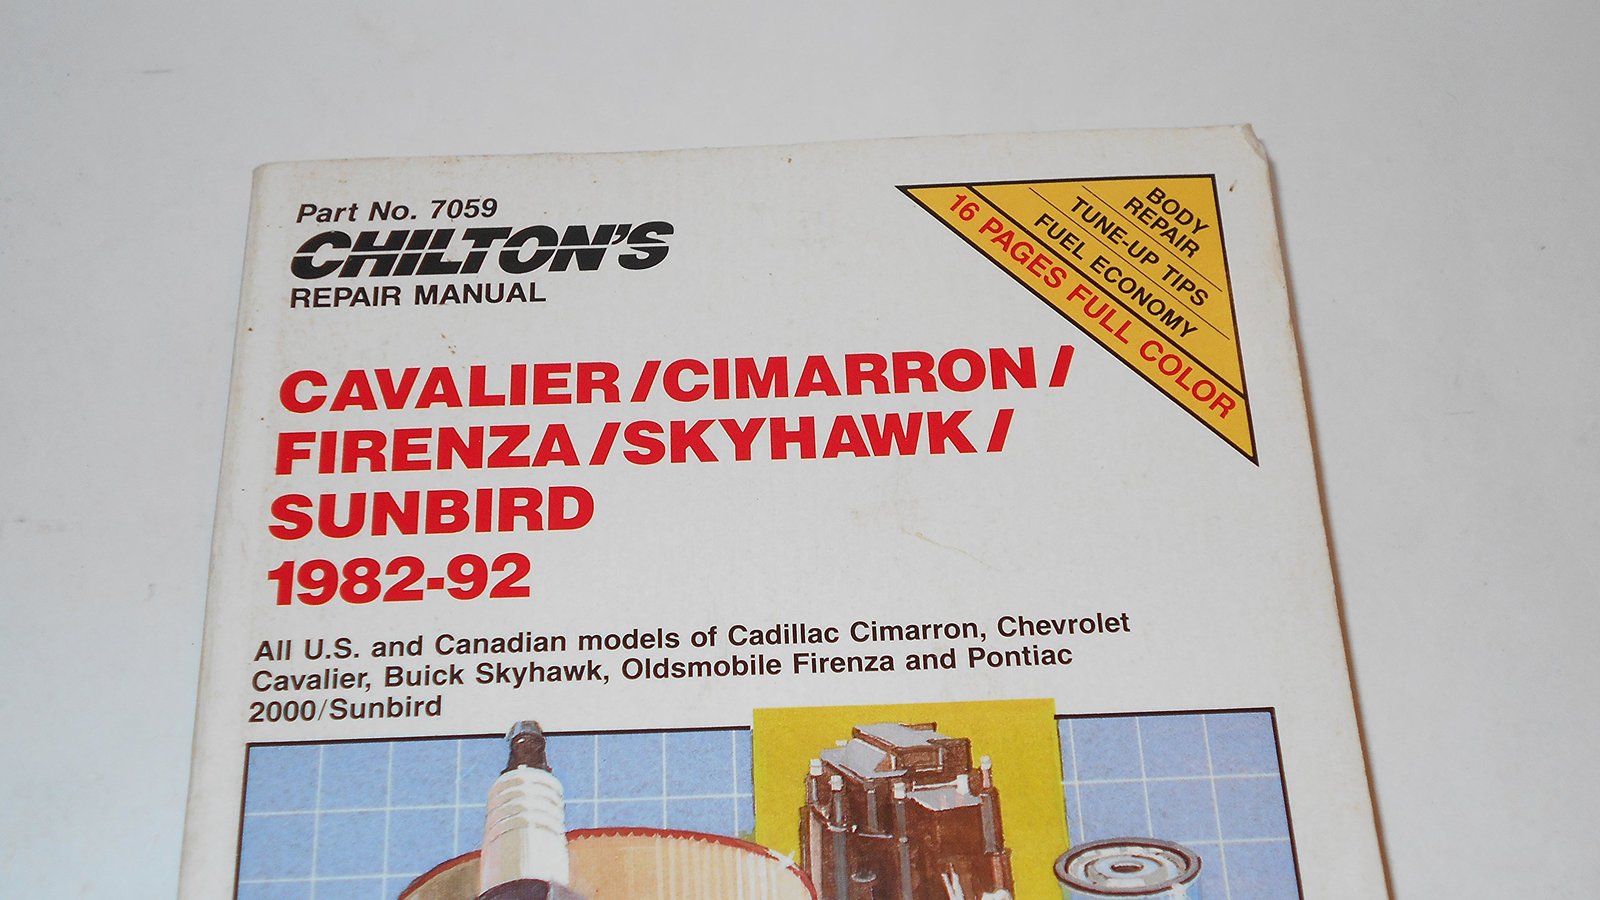 Part No. 7059
CHILTON'S
REPAIR MANUAL
BODY
REPAIR
TUNE-UP TIPS
FUEL ECONOMY
16 PAGES FULL COLOR
CAVALIER/CIMARRON/
FIRENZA/SKYHAWK/
SUNBIRD
1982-92
All U.S. and Canadian models of Cadillac Cimarron, Chevrolet
Cavalier, Buick Skyhawk, Oldsmobile Firenza and Pontiac
2000/Sunbird